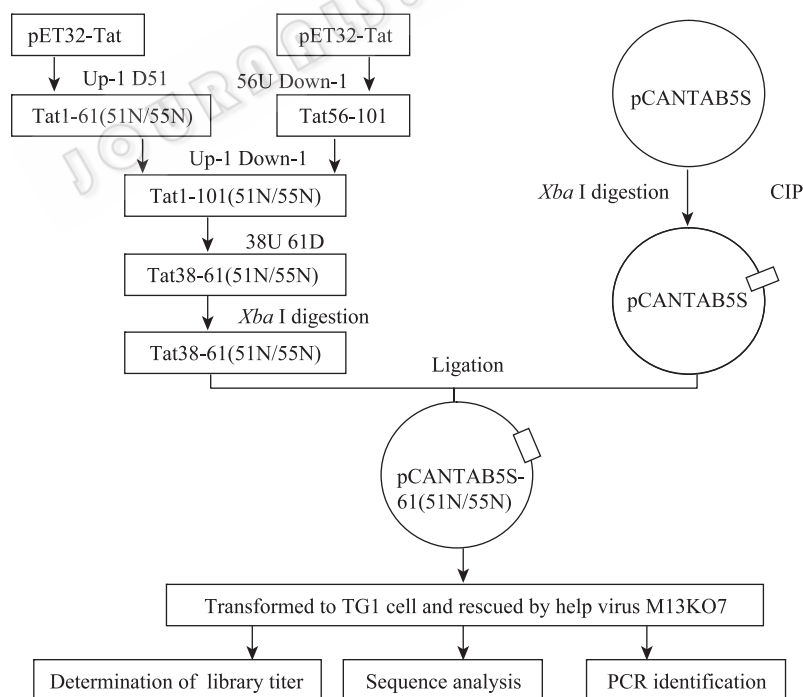 pET32-Tat
pET32-Tat
Up-1 D51
56U Down-1
Tat1-61(51N/55N)
Tat56-101
pCANTAB5S
Up-1 Down-1
Tat1-101(51N/55N)
Xba I digestion
CIP
38U 61D
Tat38-61(51N/55N)
pCANTAB5S
Xba I digestion
Tat38-61(51N/55N)
Ligation
pCANTAB5S-
61(51N/55N)
Transformed to TG1 cell and rescued by help virus M13KO7
Determination of library titer
Sequence analysis
PCR identification